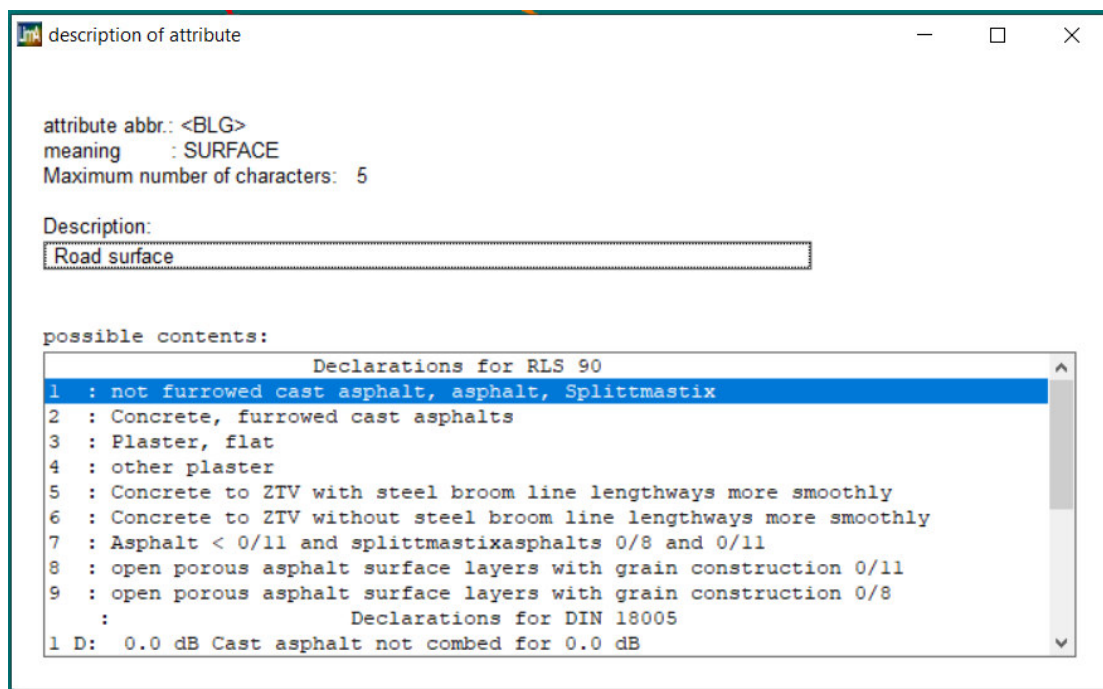 LimA description of attribute
attribute abbr.: <BLG>
meaning : SURFACE
Maximum number of characters: 5
Description:
Road surface
possible contents:
Declarations for RLS 90
1 : not furrowed cast asphalt, asphalt, Splittmastix
2 : Concrete, furrowed cast asphalts
3 : Plaster, flat
4 : other plaster
5 : Concrete to ZTV with steel broom line lengthways more smoothly
6 : Concrete to ZTV without steel broom line lengthways more smoothly
7 : Asphalt < 0/11 and splittmastixasphalts 0/8 and 0/11
8 : open porous asphalt surface layers with grain construction 0/11
9 : open porous asphalt surface layers with grain construction 0/8
: Declarations for DIN 18005
1 D: 0.0 dB Cast asphalt not combed for 0.0 dB